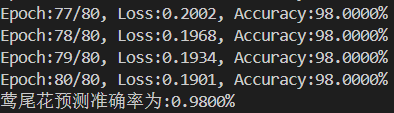 Epoch:77/80, Loss:0.2002, Accuracy:98.0000%
Epoch:78/80, Loss:0.1968, Accuracy:98.0000%
Epoch:79/80, Loss:0.1934, Accuracy:98.0000%
Epoch:80/80, Loss:0.1901, Accuracy:98.0000%
莺尾花预测准确率为:0.9800%